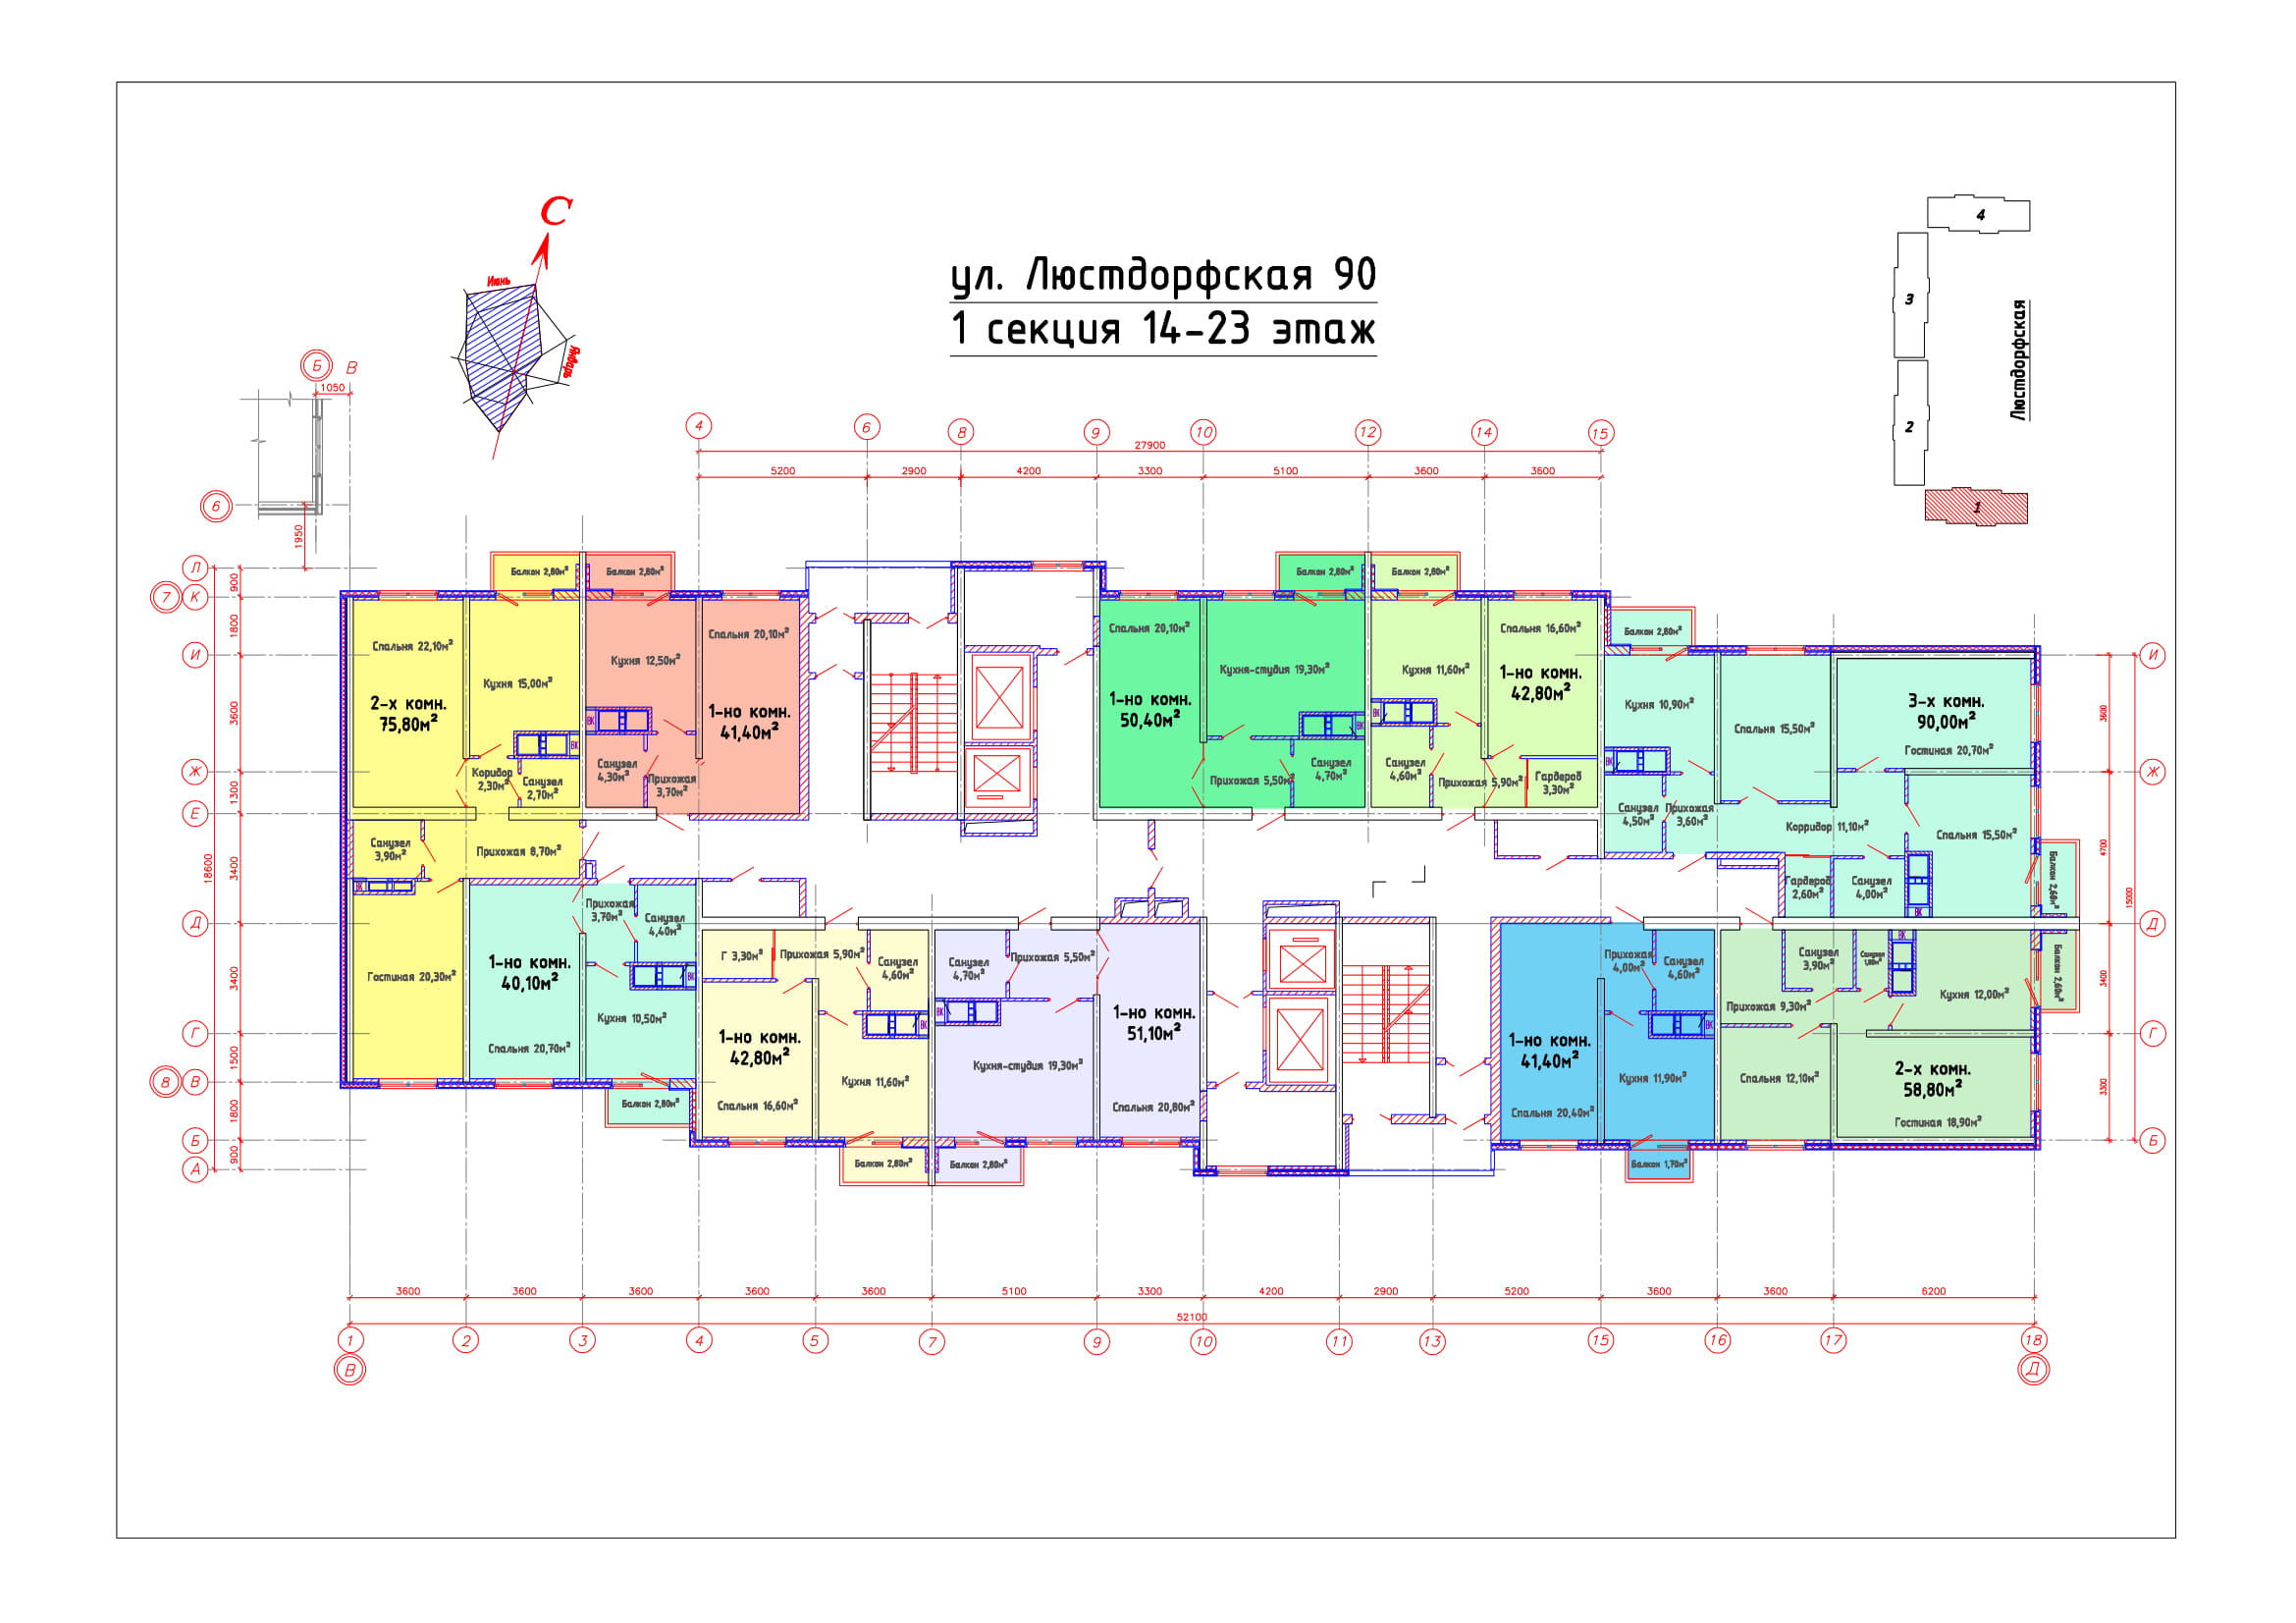 С
Июнь
Январь
ул. Люстдорфская 90
1 секция 14-23 этаж
4
3
2
1
Люстдорфская
Б В
1050
6
1950
4 6 8 9 10 12 14 15
27900
5200 2900 4200 3300 5100 3600 3600
Л
7 К
И
Ж
Е
Д
Г
8 В
Б
А
900
1800
3600
1300
3400
3400
1500
1800
900
18600
Балкон 2,80м²
Спальня 22,10м²
Кухня 15,00м²
2-х комн.
75,80м²
Коридор
2,30м²
Санузел
2,70м²
ВК
Санузел
3,90м²
Прихожая 8,70м²
ВК
Гостиная 20,30м²
Балкон 2,80м²
Кухня 12,50м²
Спальня 20,10м²
1-но комн.
41,40м²
ВК
Санузел
4,30м²
Прихожая
3,70м²
Балкон 2,80м²
Спальня 20,10м²
Кухня-студия 19,30м²
1-но комн.
50,40м²
Прихожая 5,50м²
Санузел
4,70м²
ВК
Балкон 2,80м²
Кухня 11,60м²
Спальня 16,60м²
1-но комн.
42,80м²
ВК
Санузел
4,60м²
Прихожая 5,90м²
Гардероб
3,30м²
Балкон 2,80м²
Кухня 10,90м²
Спальня 15,50м²
3-х комн.
90,00м²
Гостиная 20,70м²
ВК
Санузел
4,50м²
Прихожая
3,60м²
Корридор 11,10м²
Спальня 15,50м²
Гардероб
2,60м²
Санузел
4,00м²
ВК
Балкон 2,60м²
Прихожая
3,70м²
Санузел
4,40м²
1-но комн.
40,10м²
ВК
Кухня 10,50м²
Спальня 20,70м²
Балкон 2,80м²
Г 3,30м²
Прихожая 5,90м²
Санузел
4,60м²
ВК
1-но комн.
42,80м²
Кухня 11,60м²
Спальня 16,60м²
Балкон 2,80м²
Санузел
4,70м²
Прихожая 5,50м²
ВК
1-но комн.
51,10м²
Кухня-студия 19,30м²
Спальня 20,80м²
Балкон 2,80м²
Прихожая
4,00м²
Санузел
4,60м²
ВК
1-но комн.
41,40м²
Кухня 11,90м²
Спальня 20,40м²
Балкон 1,70м²
ВК
Санузел
3,90м²
Санузел
1,80м²
Кухня 12,00м²
Балкон 2,60м²
Прихожая 9,30м²
Спальня 12,10м²
2-х комн.
58,80м²
Гостиная 18,90м²
И
Ж
Д
Г
Б
3600
4700
3400
3300
15000
3600 3600 3600 3600 3600 5100 3300 4200 2900 5200 3600 3600 6200
52100
1 2 3 4 5 7 9 10 11 13 15 16 17 18
В Д